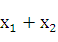 x₁ + x₂